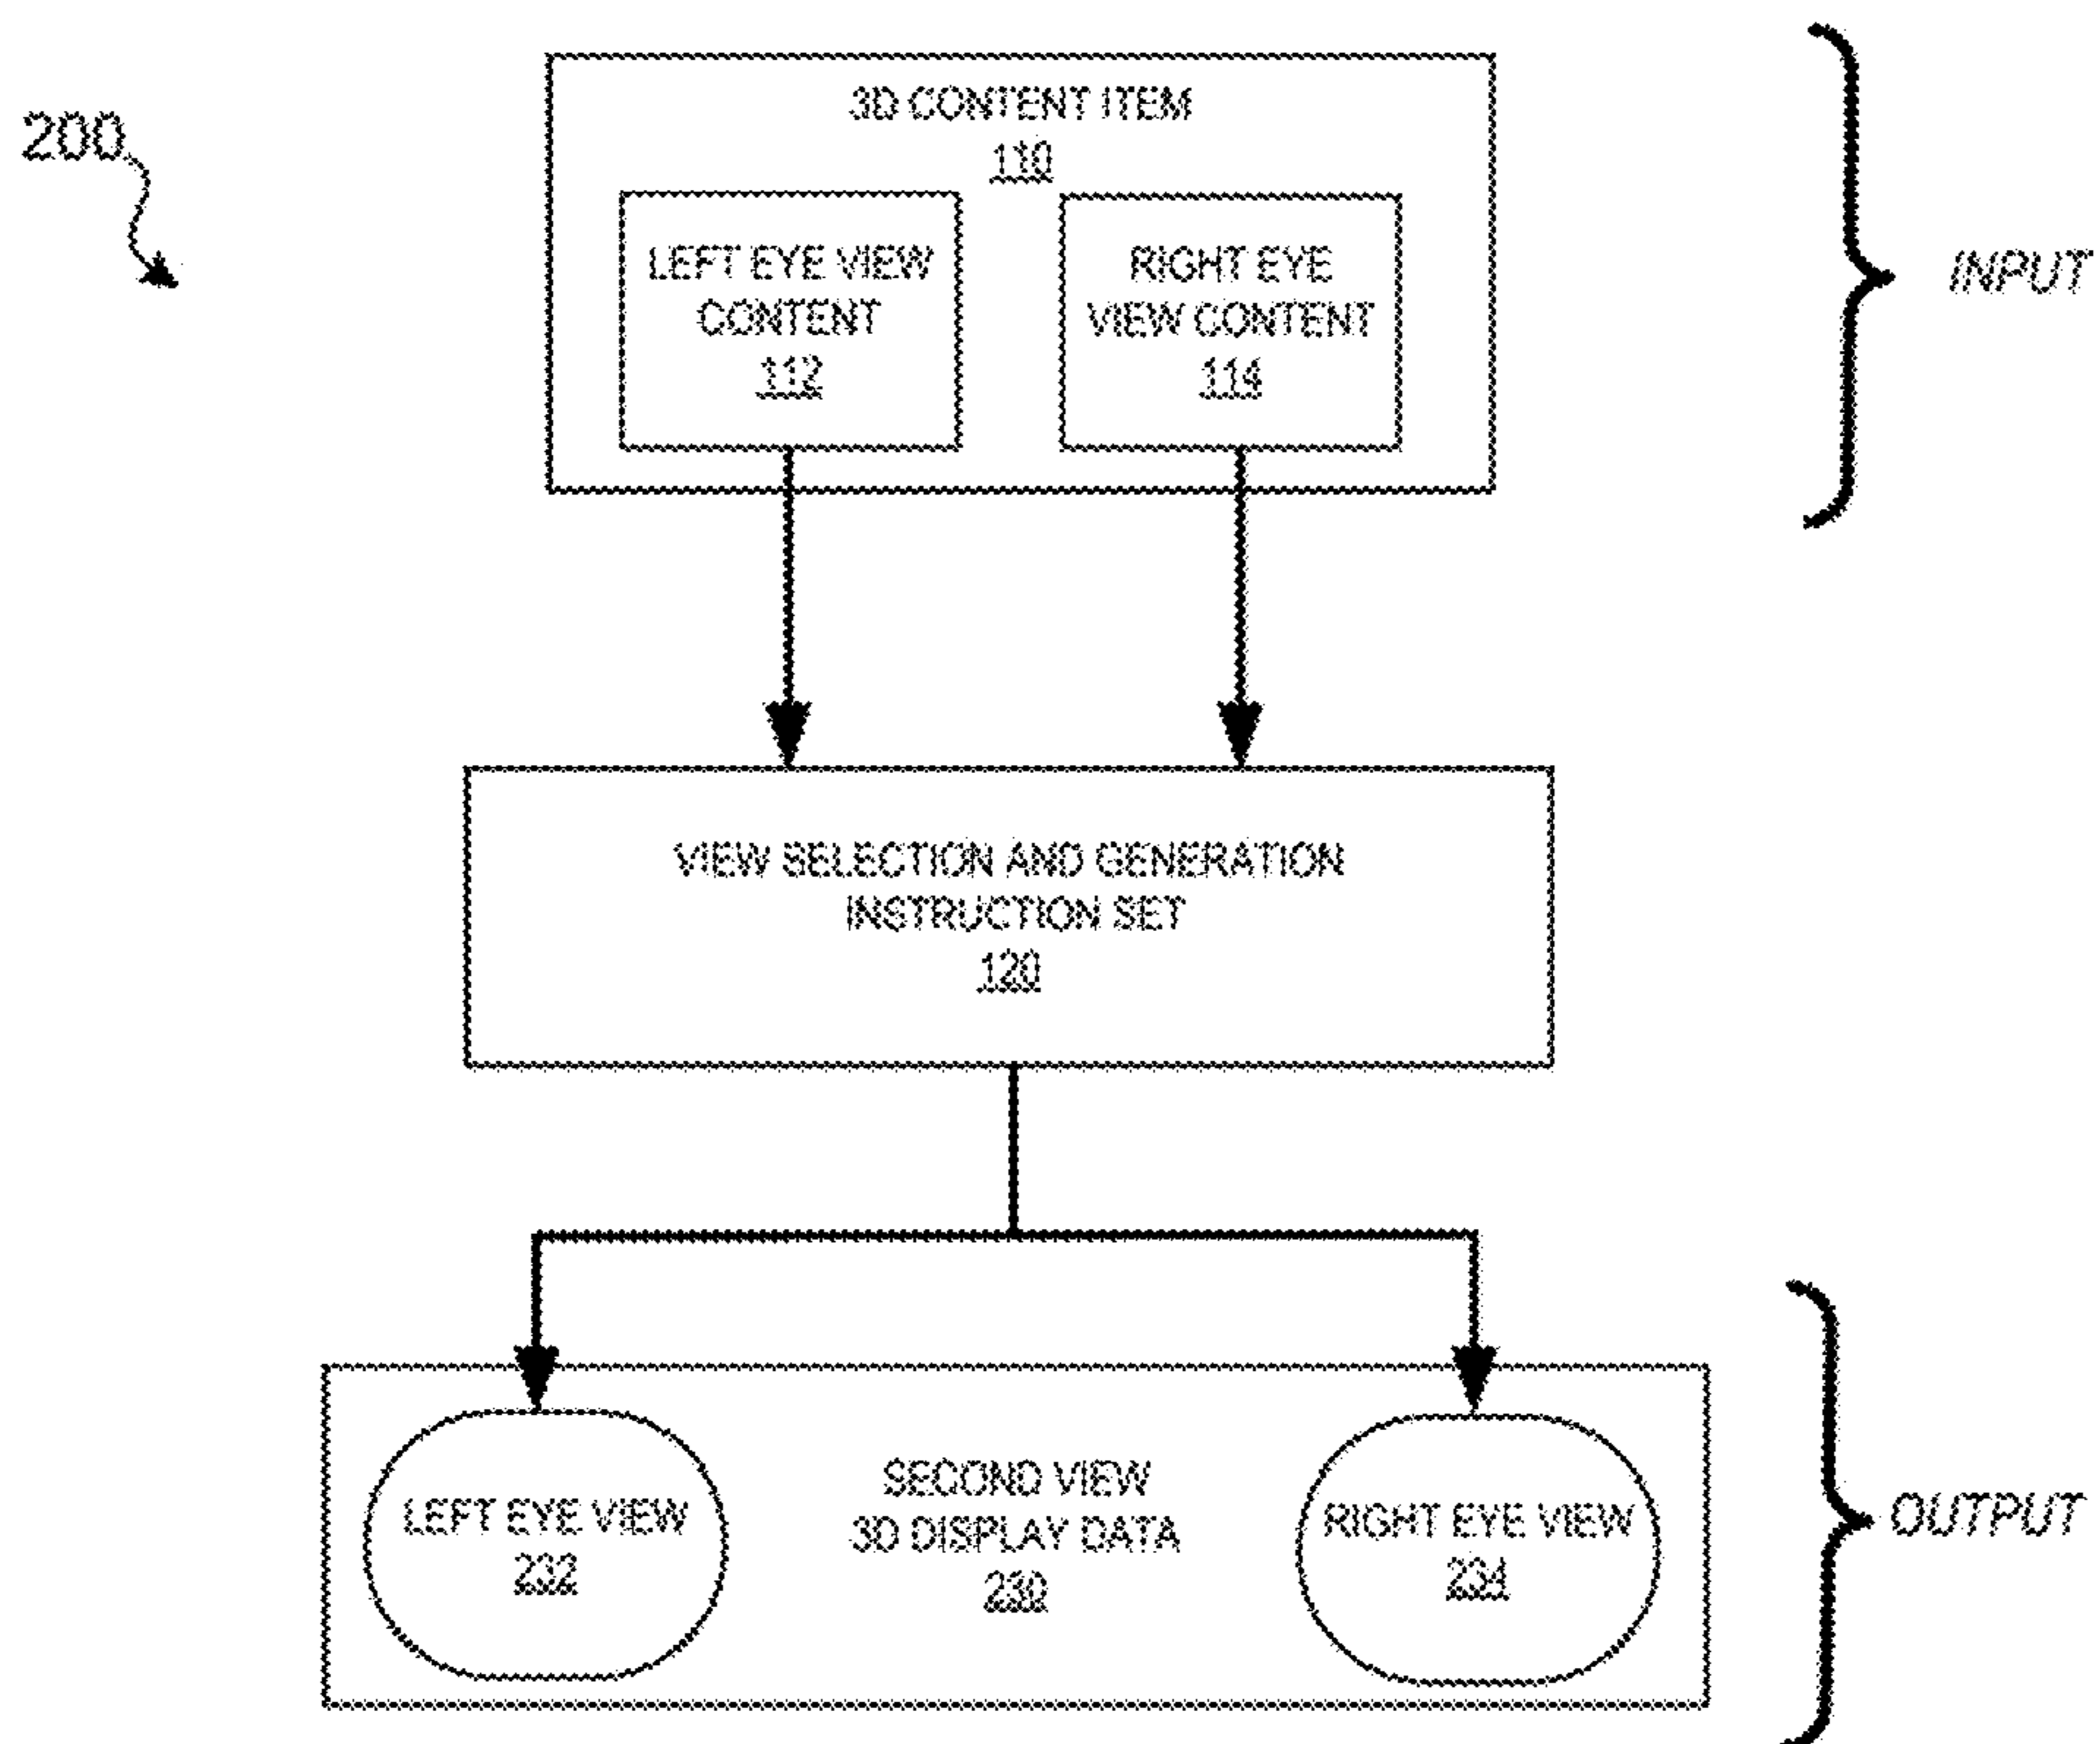 200
3D CONTENT ITEM
110
LEFT EYE VIEW
CONTENT
112
RIGHT EYE
VIEW CONTENT
114
INPUT
VIEW SELECTION AND GENERATION
INSTRUCTION SET
120
LEFT EYE VIEW
232
SECOND VIEW
3D DISPLAY DATA
230
RIGHT EYE VIEW
234
OUTPUT